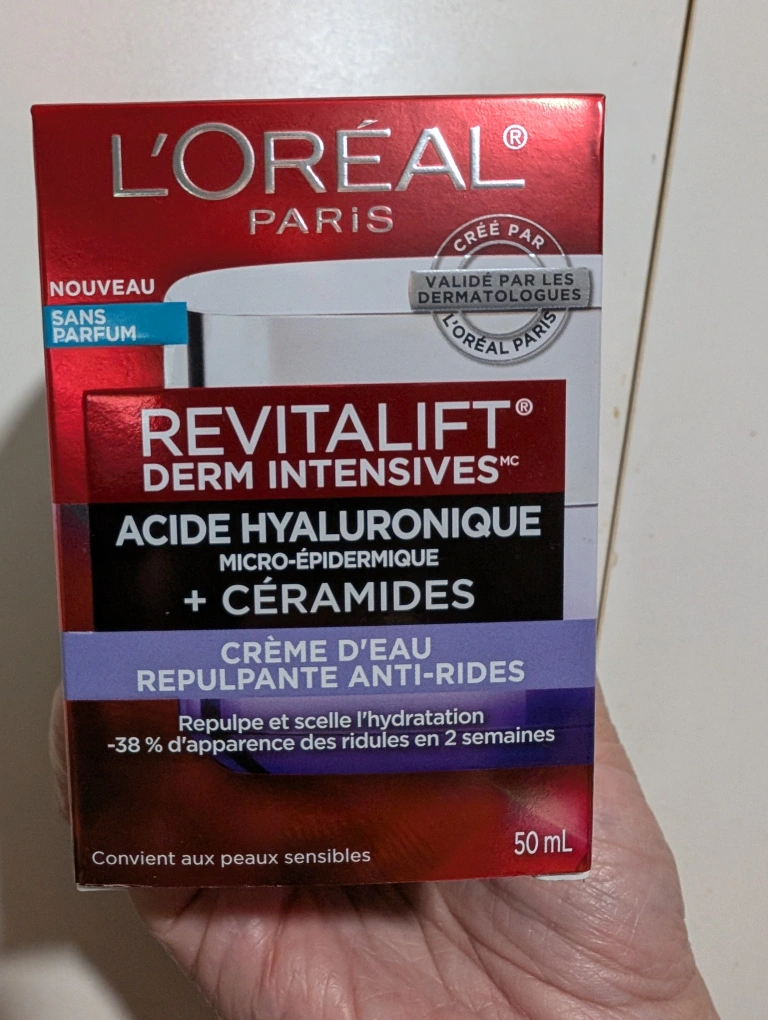 L'ORÉAL®
PARiS
CRÉÉ PAR
VALIDÉ PAR LES
DERMATOLOGUES
L'ORÉAL PARIS
NOUVEAU
SANS
PARFUM
REVITALIFT®
DERM INTENSIVES MC
ACIDE HYALURONIQUE
MICRO-ÉPIDERMIQUE
+ CÉRAMIDES
CRÈME D'EAU
REPULPANTE ANTI-RIDES
Repulpe et scelle l'hydratation
-38 % d'apparence des ridules en 2 semaines
Convient aux peaux sensibles
50 mL